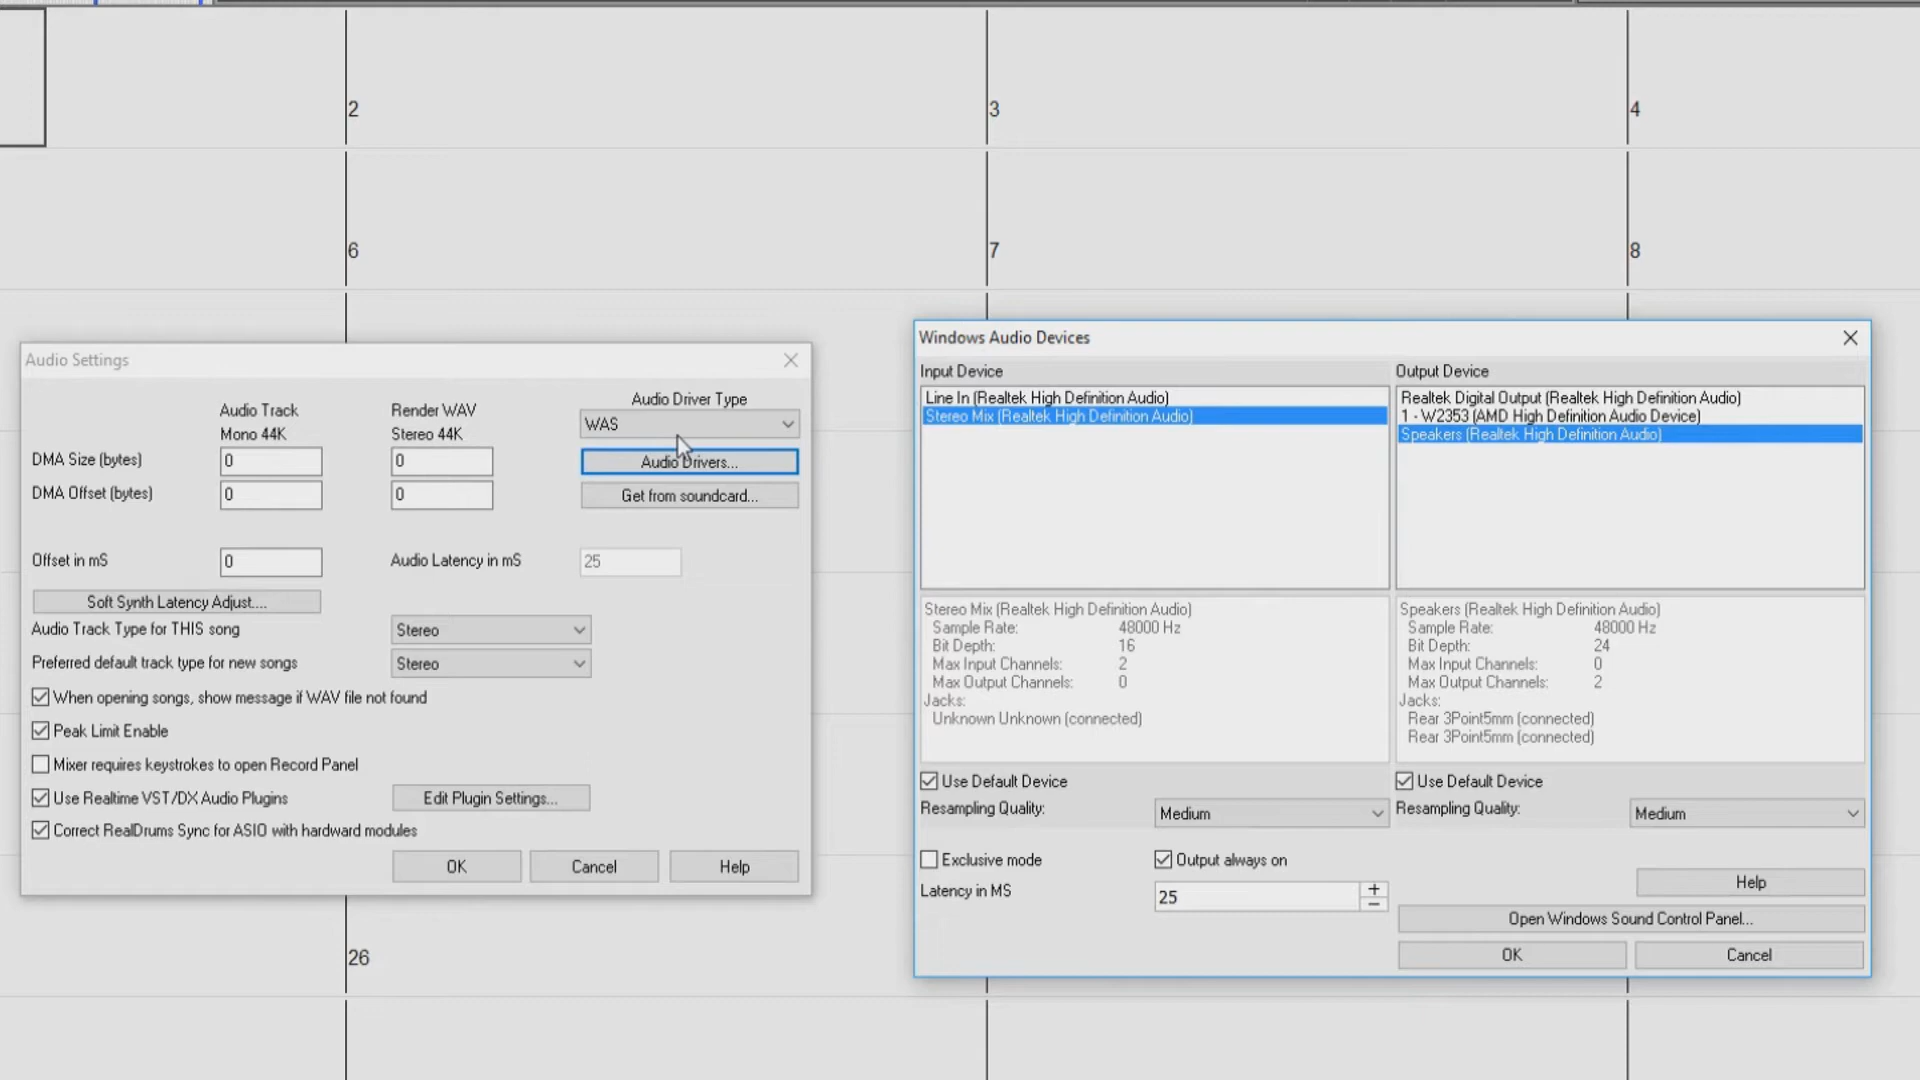 2
3
4
6
7
8
Audio Settings
Audio Track
Mono 44K
Render WAV
Stereo 44K
Audio Driver Type
WAS
DMA Size (bytes)
0
0
Audio Drivers...
DMA Offset (bytes)
0
0
Get from soundcard...
Offset in mS
0
Audio Latency in mS
25
Soft Synth Latency Adjust....
Audio Track Type for THIS song
Stereo
Preferred default track type for new songs
Stereo
When opening songs, show message if WAV file not found
Peak Limit Enable
Mixer requires keystrokes to open Record Panel
Use Realtime VST/DX Audio Plugins
Edit Plugin Settings...
Correct RealDrums Sync for ASIO with hardward modules
OK
Cancel
Help
Windows Audio Devices
Input Device
Line In (Realtek High Definition Audio)
Stereo Mix (Realtek High Definition Audio)
Output Device
Realtek Digital Output (Realtek High Definition Audio)
1 - W2353 (AMD High Definition Audio Device)
Speakers (Realtek High Definition Audio)
Stereo Mix (Realtek High Definition Audio)
Sample Rate: 48000 Hz
Bit Depth: 16
Max Input Channels: 2
Max Output Channels: 0
Jacks:
Unknown Unknown (connected)
Speakers (Realtek High Definition Audio)
Sample Rate: 48000 Hz
Bit Depth: 24
Max Input Channels: 0
Max Output Channels: 2
Jacks:
Rear 3Point5mm (connected)
Rear 3Point5mm (connected)
Use Default Device
Resampling Quality:
Medium
Use Default Device
Resampling Quality:
Medium
Exclusive mode
Output always on
Latency in MS
25
Help
Open Windows Sound Control Panel...
OK
Cancel
26